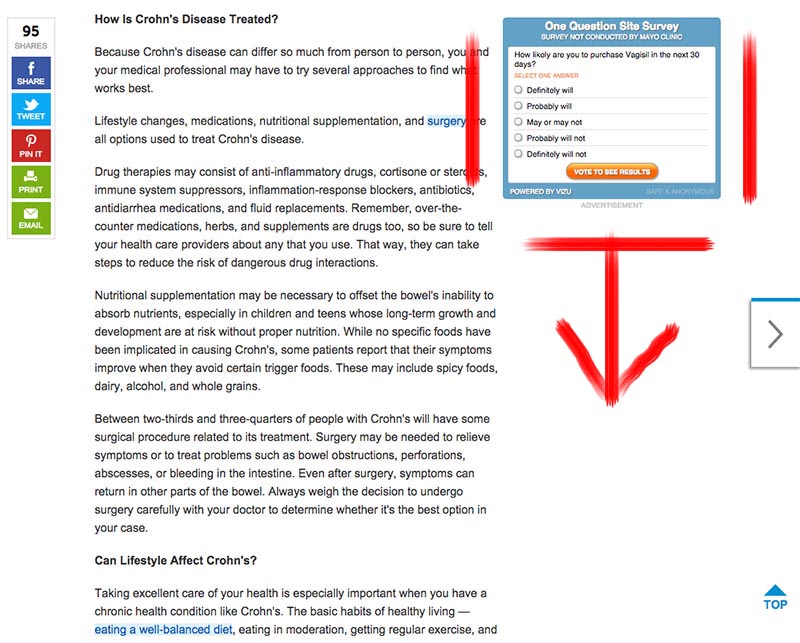 95
SHARES
f
SHARE
TWEET
PIN IT
PRINT
EMAIL
How Is Crohn's Disease Treated?
Because Crohn's disease can differ so much from person to person, you and
your medical professional may have to try several approaches to find what
works best.
Lifestyle changes, medications, nutritional supplementation, and surgery are
all options used to treat Crohn's disease.
Drug therapies may consist of anti-inflammatory drugs, cortisone or steroids,
immune system suppressors, inflammation-response blockers, antibiotics,
antidiarrhea medications, and fluid replacements. Remember, over-the-
counter medications, herbs, and supplements are drugs too, so be sure to tell
your health care providers about any that you use. That way, they can take
steps to reduce the risk of dangerous drug interactions.
Nutritional supplementation may be necessary to offset the bowel's inability to
absorb nutrients, especially in children and teens whose long-term growth and
development are at risk without proper nutrition. While no specific foods have
been implicated in causing Crohn's, some patients report that their symptoms
improve when they avoid certain trigger foods. These may include spicy foods,
dairy, alcohol, and whole grains.
Between two-thirds and three-quarters of people with Crohn's will have some
surgical procedure related to its treatment. Surgery may be needed to relieve
symptoms or to treat problems such as bowel obstructions, perforations,
abscesses, or bleeding in the intestine. Even after surgery, symptoms can
return in other parts of the bowel. Always weigh the decision to undergo
surgery carefully with your doctor to determine whether it's the best option in
your case.
Can Lifestyle Affect Crohn's?
Taking excellent care of your health is especially important when you have a
chronic health condition like Crohn's. The basic habits of healthy living —
eating a well-balanced diet, eating in moderation, getting regular exercise, and
One Question Site Survey
SURVEY NOT CONDUCTED BY MAYO CLINIC
How likely are you to purchase Vagisil in the next 30
days?
SELECT ONE ANSWER
Definitely will
Probably will
May or may not
Probably will not
Definitely will not
VOTE TO SEE RESULTS
POWERED BY VIZU SAFE & ANONYMOUS
ADVERTISEMENT
TOP